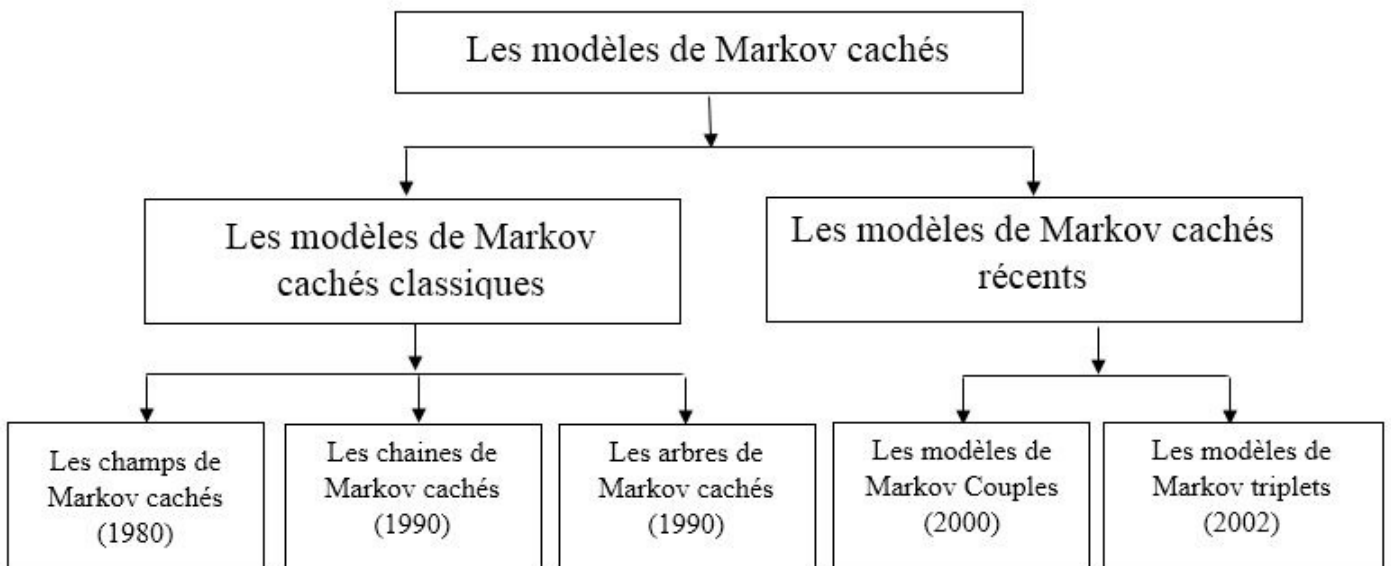 Les modèles de Markov cachés
Les modèles de Markov
cachés classiques
Les modèles de Markov cachés
récents
Les champs de
Markov cachés
(1980)
Les chaines de
Markov cachés
(1990)
Les arbres de
Markov cachés
(1990)
Les modèles de
Markov Couples
(2000)
Les modèles de
Markov triplets
(2002)